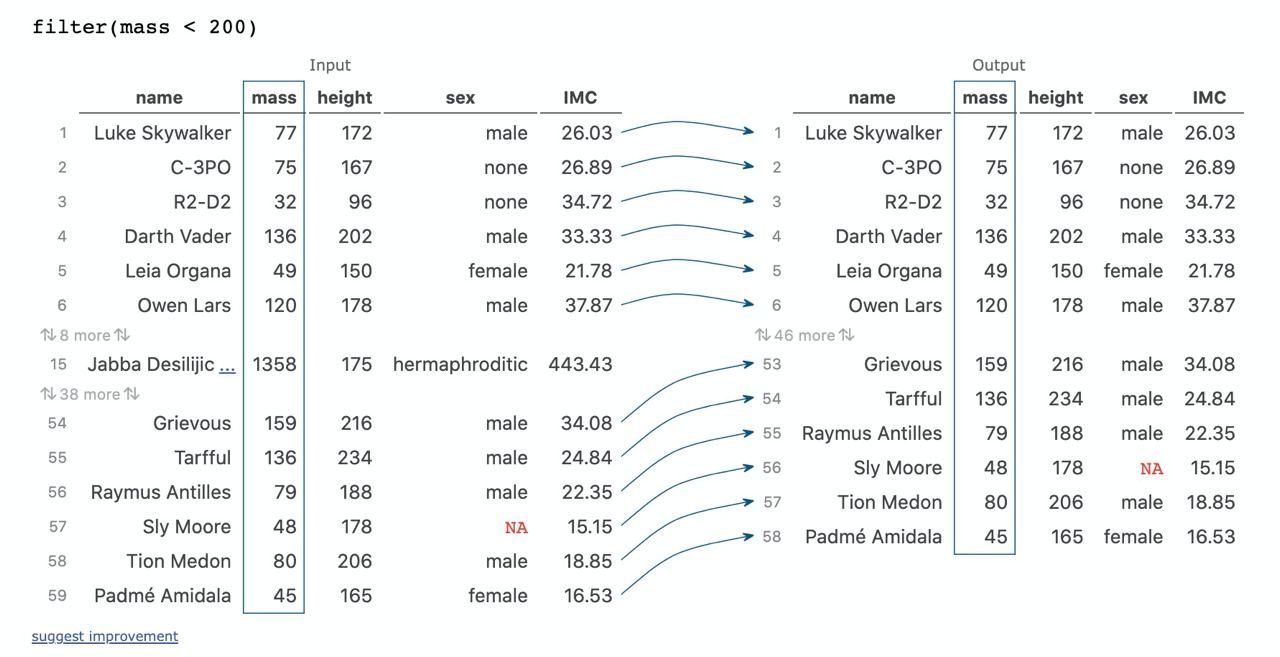 filter(mass < 200)
Input Output
name mass height sex IMC name mass height sex IMC
1 Luke Skywalker 77 172 male 26.03 1 Luke Skywalker 77 172 male 26.03
2 C-3PO 75 167 none 26.89 2 C-3PO 75 167 none 26.89
3 R2-D2 32 96 none 34.72 3 R2-D2 32 96 none 34.72
4 Darth Vader 136 202 male 33.33 4 Darth Vader 136 202 male 33.33
5 Leia Organa 49 150 female 21.78 5 Leia Organa 49 150 female 21.78
6 Owen Lars 120 178 male 37.87 6 Owen Lars 120 178 male 37.87
⇅ 8 more ⇅ ⇅ 46 more ⇅
15 Jabba Desilijic ... 1358 175 hermaphroditic 443.43 53 Grievous 159 216 male 34.08
⇅ 38 more ⇅ 54 Tarfful 136 234 male 24.84
54 Grievous 159 216 male 34.08 55 Raymus Antilles 79 188 male 22.35
55 Tarfful 136 234 male 24.84 56 Sly Moore 48 178 NA 15.15
56 Raymus Antilles 79 188 male 22.35 57 Tion Medon 80 206 male 18.85
57 Sly Moore 48 178 NA 15.15 58 Padmé Amidala 45 165 female 16.53
58 Tion Medon 80 206 male 18.85
59 Padmé Amidala 45 165 female 16.53
suggest improvement